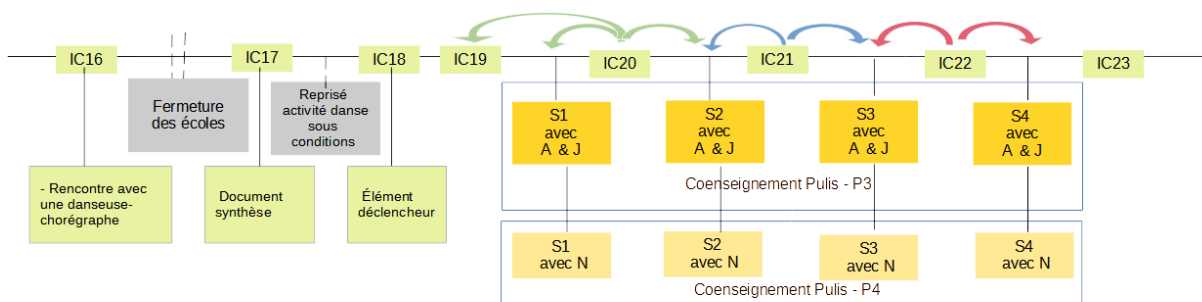 IC16
IC17
IC18
IC19
IC20
IC21
IC22
IC23
Fermeture
des écoles
Reprisé
activité danse
sous
conditions
- Rencontre avec
une danseuse-
chorégraphe
Document
synthèse
Élément
déclencheur
S1
avec
A & J
S2
avec
A & J
S3
avec
A & J
S4
avec
A & J
Coenseignement Pulis - P3
S1
avec N
S2
avec N
S3
avec N
S4
avec N
Coenseignement Pulis - P4